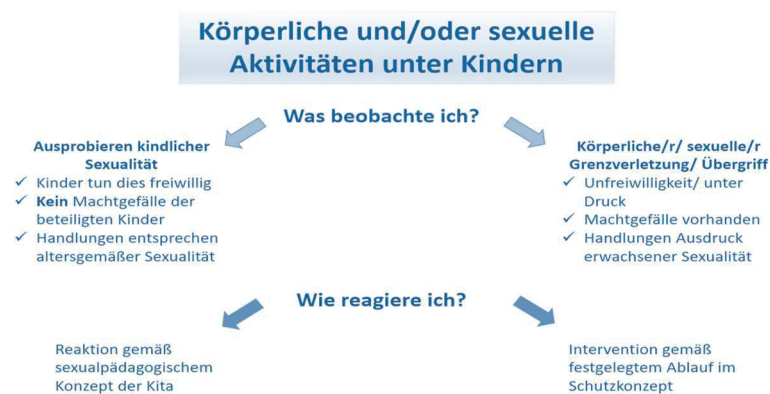 Körperliche und/oder sexuelle
Aktivitäten unter Kindern
Was beobachte ich?
Ausprobieren kindlicher
Sexualität
✓ Kinder tun dies freiwillig
✓ Kein Machtgefälle der
beteiligten Kinder
✓ Handlungen entsprechen
altersgemäßer Sexualität
Körperliche/r/ sexuelle/r
Grenzverletzung/ Übergriff
✓ Unfreiwilligkeit/ unter
Druck
✓ Machtgefälle vorhanden
✓ Handlungen Ausdruck
erwachsener Sexualität
Wie reagiere ich?
Reaktion gemäß
sexualpädagogischem
Konzept der Kita
Intervention gemäß
festgelegtem Ablauf im
Schutzkonzept